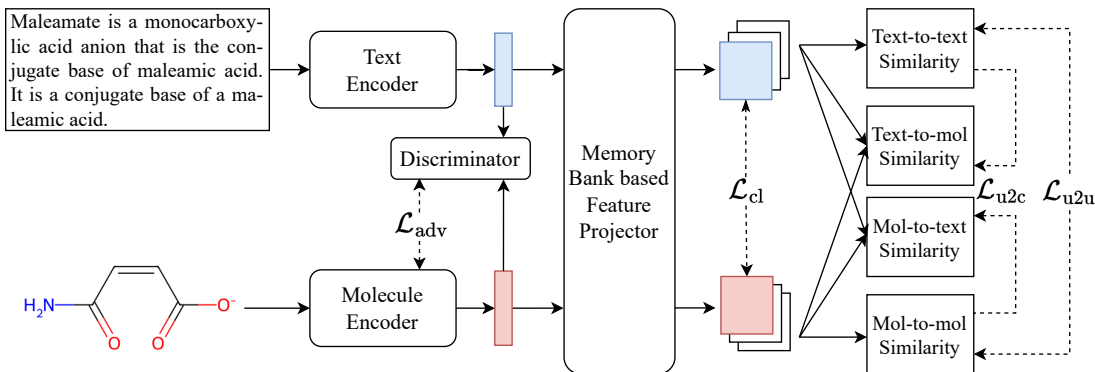 Maleamate is a monocarboxy-
lic acid anion that is the con-
jugate base of maleamic acid.
It is a conjugate base of a ma-
leamic acid.
Text
Encoder
Discriminator
ℒadv
H₂N
O
O
O⁻
Molecule
Encoder
Memory
Bank based
Feature
Projector
ℒcl
Text-to-text
Similarity
Text-to-mol
Similarity
Mol-to-text
Similarity
Mol-to-mol
Similarity
ℒu2c
ℒu2u